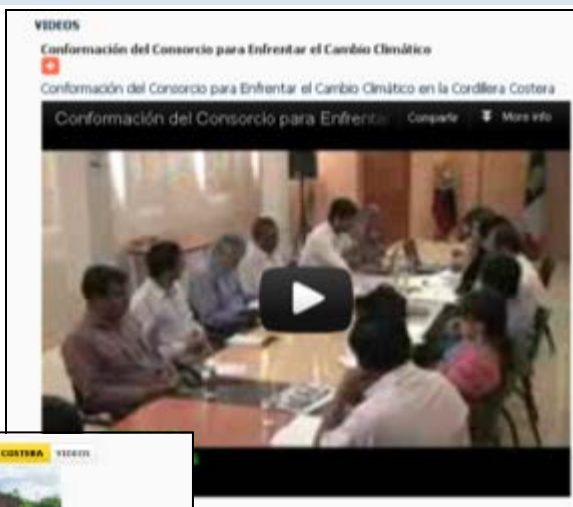 VIDEOS
Conformación del Consorcio para Enfrentar el Cambio Climático
Conformación del Consorcio para Enfrentar el Cambio Climático en la Cordillera Costera
Conformación del Consorcio para Enfrenta Compartir More info
COSTERA VIDEOS